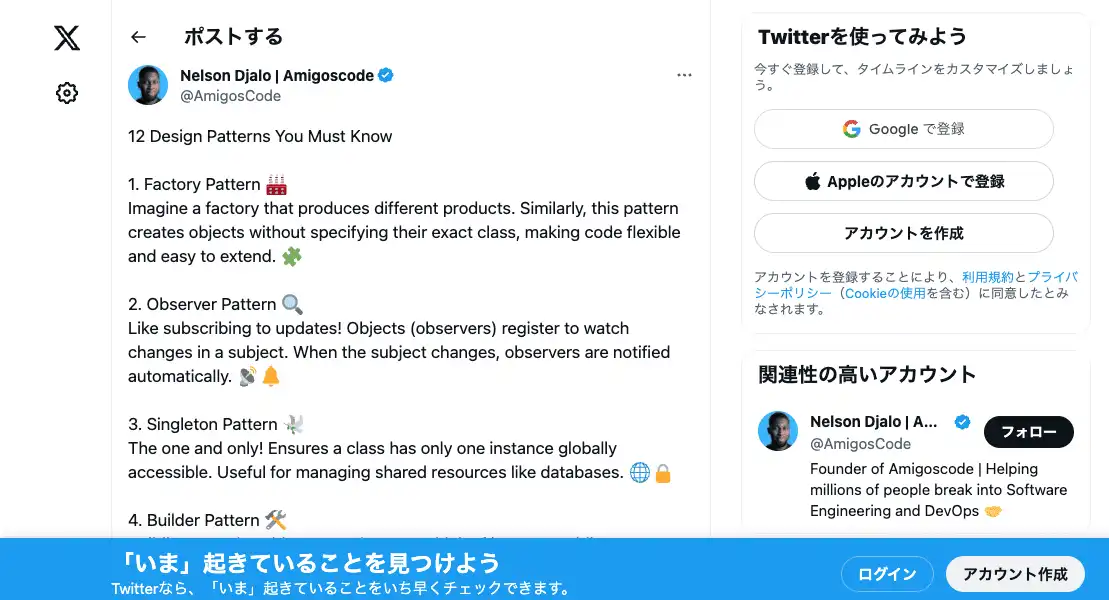 ポストする
Nelson Djalo | Amigoscode
@AmigosCode
12 Design Patterns You Must Know
1. Factory Pattern 🏭
Imagine a factory that produces different products. Similarly, this pattern
creates objects without specifying their exact class, making code flexible
and easy to extend. 🧩
2. Observer Pattern 🔍
Like subscribing to updates! Objects (observers) register to watch
changes in a subject. When the subject changes, observers are notified
automatically. 📡🔔
3. Singleton Pattern 🕊️
The one and only! Ensures a class has only one instance globally
accessible. Useful for managing shared resources like databases. 🌐🔒
4. Builder Pattern 🛠️
Twitterを使ってみよう
今すぐ登録して、タイムラインをカスタマイズしましょ
う。
Google で登録
Appleのアカウントで登録
アカウントを作成
アカウントを登録することにより、利用規約とプライバ
シーポリシー（Cookieの使用を含む）に同意したとみ
なされます。
関連性の高いアカウント
Nelson Djalo | A...
@AmigosCode
フォロー
Founder of Amigoscode | Helping
millions of people break into Software
Engineering and DevOps 🤝
「いま」起きていることを見つけよう
Twitterなら、「いま」起きていることをいち早くチェックできます。
ログイン
アカウント作成